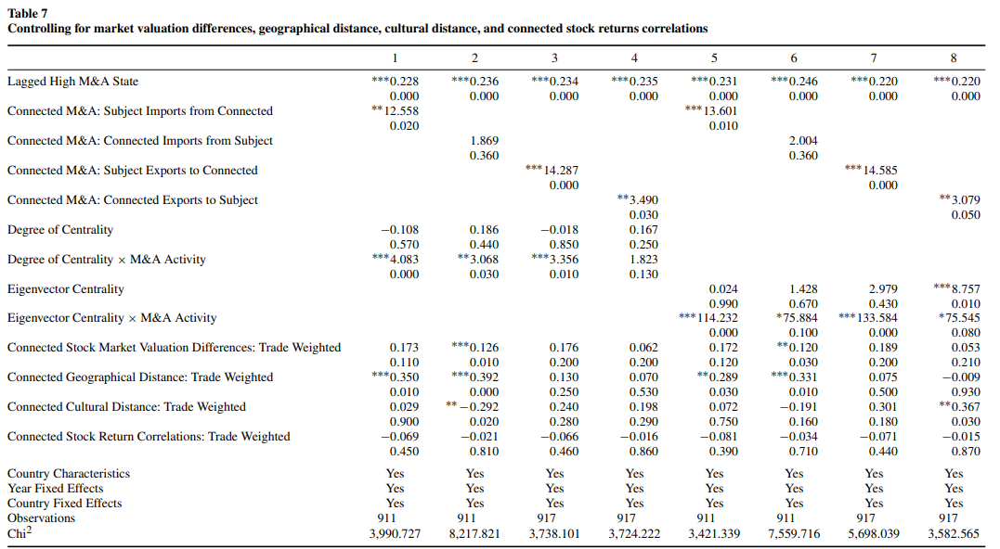 Table 7
Controlling for market valuation differences, geographical distance, cultural distance, and connected stock returns correlations
1 2 3 4 5 6 7 8
Lagged High M&A State ***0.228 ***0.236 ***0.234 ***0.235 ***0.231 ***0.246 ***0.220 ***0.220
0.000 0.000 0.000 0.000 0.000 0.000 0.000 0.000
Connected M&A: Subject Imports from Connected **12.558 ***13.601
0.020 0.010
Connected M&A: Connected Imports from Subject 1.869 2.004
0.360 0.360
Connected M&A: Subject Exports to Connected ***14.287 ***14.585
0.000 0.000
Connected M&A: Connected Exports to Subject **3.490 **3.079
0.030 0.050
Degree of Centrality −0.108 0.186 −0.018 0.167
0.570 0.440 0.850 0.250
Degree of Centrality × M&A Activity ***4.083 **3.068 ***3.356 1.823
0.000 0.030 0.010 0.130
Eigenvector Centrality 0.024 1.428 2.979 ***8.757
0.990 0.670 0.430 0.010
Eigenvector Centrality × M&A Activity ***114.232 *75.884 ***133.584 *75.545
0.000 0.100 0.000 0.080
Connected Stock Market Valuation Differences: Trade Weighted 0.173 ***0.126 0.176 0.062 0.172 **0.120 0.189 0.053
0.110 0.010 0.200 0.200 0.120 0.030 0.200 0.210
Connected Geographical Distance: Trade Weighted ***0.350 ***0.392 0.130 0.070 **0.289 ***0.331 0.075 −0.009
0.010 0.000 0.250 0.530 0.030 0.010 0.500 0.930
Connected Cultural Distance: Trade Weighted 0.029 **−0.292 0.240 0.198 0.072 −0.191 0.301 **0.367
0.900 0.020 0.280 0.290 0.750 0.160 0.180 0.030
Connected Stock Return Correlations: Trade Weighted −0.069 −0.021 −0.066 −0.016 −0.081 −0.034 −0.071 −0.015
0.450 0.810 0.460 0.860 0.390 0.710 0.440 0.870
Country Characteristics Yes Yes Yes Yes Yes Yes Yes Yes
Year Fixed Effects Yes Yes Yes Yes Yes Yes Yes Yes
Country Fixed Effects Yes Yes Yes Yes Yes Yes Yes Yes
Observations 911 911 917 917 911 911 917 917
Chi² 3,990.727 8,217.821 3,738.101 3,724.222 3,421.339 7,559.716 5,698.039 3,582.565